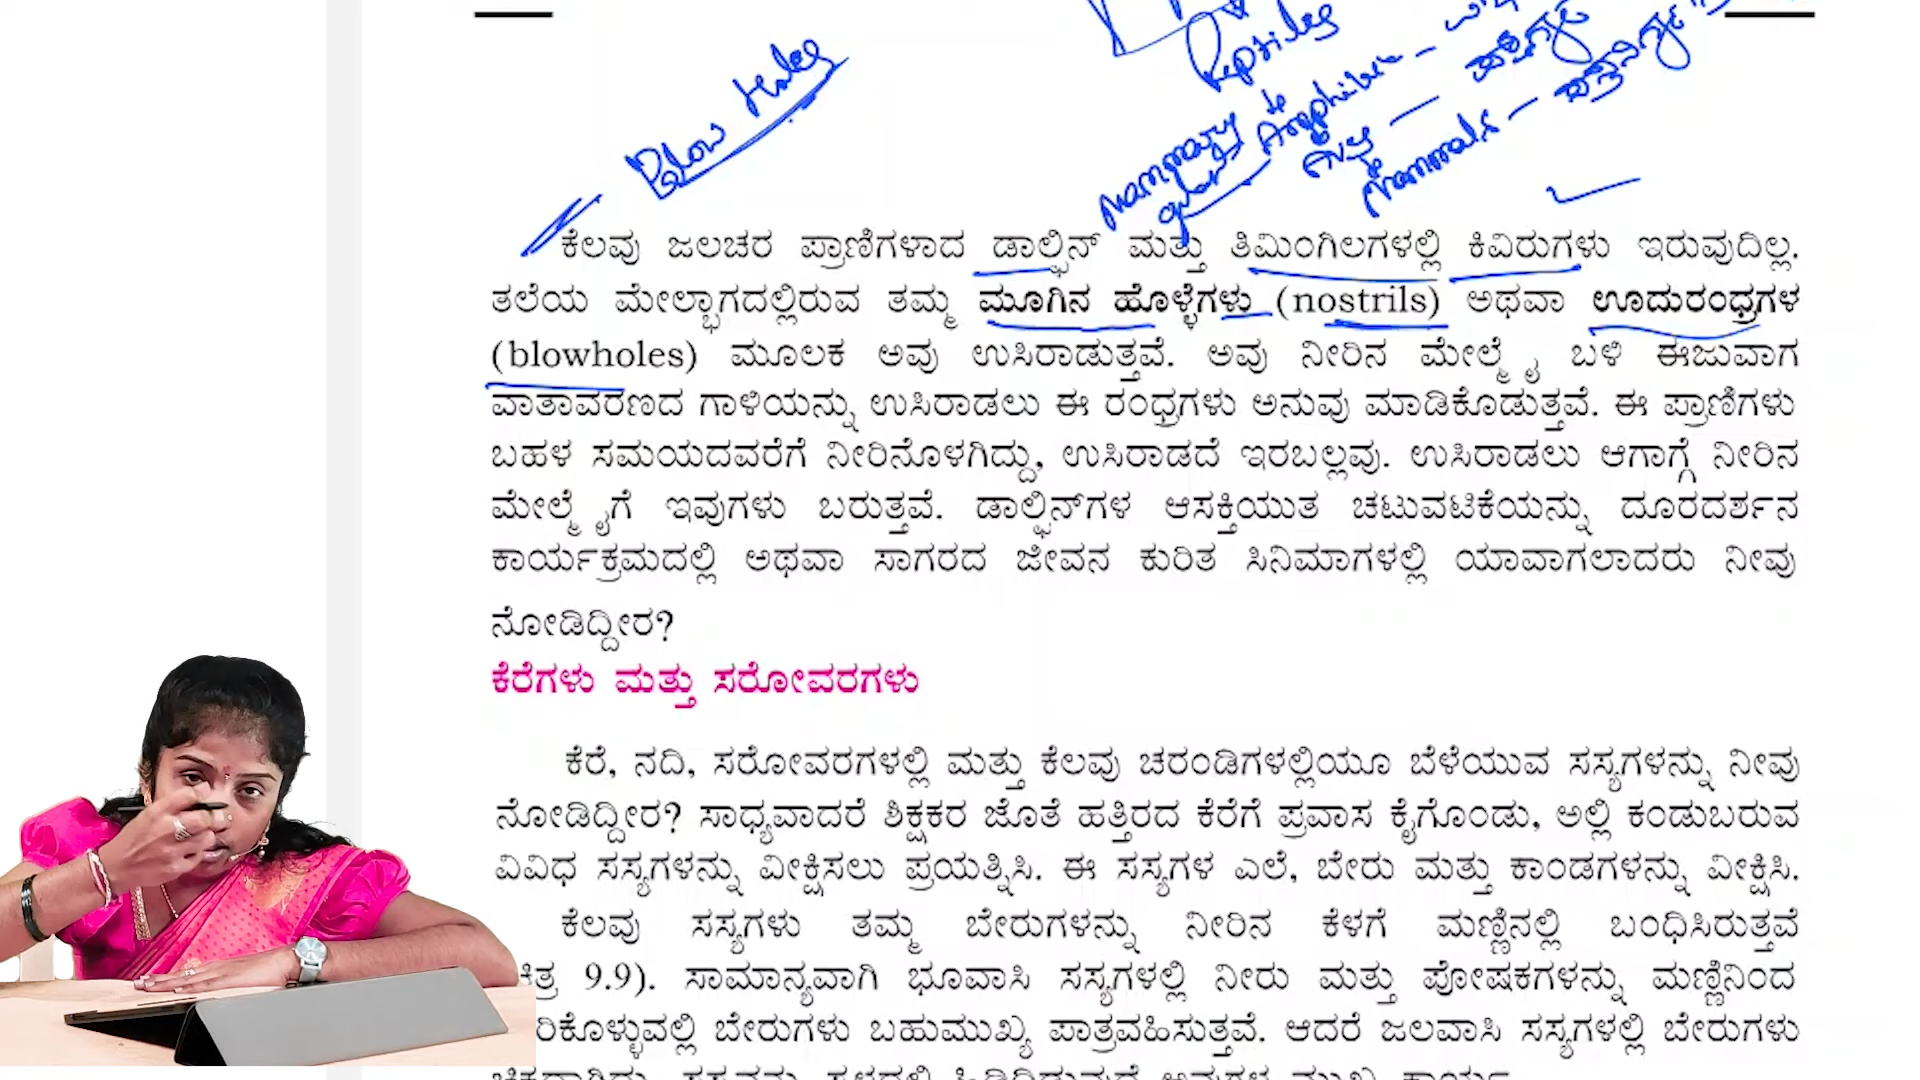 Blow Holes
Reptiles
Amphibia –
Aves –
Mammals –
mammary
ಕೆಲವು ಜಲಚರ ಪ್ರಾಣಿಗಳಾದ ಡಾಲ್ಫಿನ್ ಮತ್ತು ತಿಮಿಂಗಿಲಗಳಲ್ಲಿ ಕಿವಿರುಗಳು ಇರುವುದಿಲ್ಲ.
ತಲೆಯ ಮೇಲ್ಭಾಗದಲ್ಲಿರುವ ತಮ್ಮ ಮೂಗಿನ ಹೊಳ್ಳೆಗಳು (nostrils) ಅಥವಾ ಊದುರಂಧ್ರಗಳ
(blowholes) ಮೂಲಕ ಅವು ಉಸಿರಾಡುತ್ತವೆ. ಅವು ನೀರಿನ ಮೇಲ್ಮೈ ಬಳಿ ಈಜುವಾಗ
ವಾತಾವರಣದ ಗಾಳಿಯನ್ನು ಉಸಿರಾಡಲು ಈ ರಂಧ್ರಗಳು ಅನುವು ಮಾಡಿಕೊಡುತ್ತವೆ. ಈ ಪ್ರಾಣಿಗಳು
ಬಹಳ ಸಮಯದವರೆಗೆ ನೀರಿನೊಳಗಿದ್ದು, ಉಸಿರಾಡದೆ ಇರಬಲ್ಲವು. ಉಸಿರಾಡಲು ಆಗಾಗ್ಗೆ ನೀರಿನ
ಮೇಲ್ಮೈಗೆ ಇವುಗಳು ಬರುತ್ತವೆ. ಡಾಲ್ಫಿನ್‌ಗಳ ಆಸಕ್ತಿಯುತ ಚಟುವಟಿಕೆಯನ್ನು ದೂರದರ್ಶನ
ಕಾರ್ಯಕ್ರಮದಲ್ಲಿ ಅಥವಾ ಸಾಗರದ ಜೀವನ ಕುರಿತ ಸಿನಿಮಾಗಳಲ್ಲಿ ಯಾವಾಗಲಾದರು ನೀವು
ನೋಡಿದ್ದೀರ?
ಕೆರೆಗಳು ಮತ್ತು ಸರೋವರಗಳು
ಕೆರೆ, ನದಿ, ಸರೋವರಗಳಲ್ಲಿ ಮತ್ತು ಕೆಲವು ಚರಂಡಿಗಳಲ್ಲಿಯೂ ಬೆಳೆಯುವ ಸಸ್ಯಗಳನ್ನು ನೀವು
ನೋಡಿದ್ದೀರ? ಸಾಧ್ಯವಾದರೆ ಶಿಕ್ಷಕರ ಜೊತೆ ಹತ್ತಿರದ ಕೆರೆಗೆ ಪ್ರವಾಸ ಕೈಗೊಂಡು, ಅಲ್ಲಿ ಕಂಡುಬರುವ
ವಿವಿಧ ಸಸ್ಯಗಳನ್ನು ವೀಕ್ಷಿಸಲು ಪ್ರಯತ್ನಿಸಿ. ಈ ಸಸ್ಯಗಳ ಎಲೆ, ಬೇರು ಮತ್ತು ಕಾಂಡಗಳನ್ನು ವೀಕ್ಷಿಸಿ.
ಕೆಲವು ಸಸ್ಯಗಳು ತಮ್ಮ ಬೇರುಗಳನ್ನು ನೀರಿನ ಕೆಳಗೆ ಮಣ್ಣಿನಲ್ಲಿ ಬಂಧಿಸಿರುತ್ತವೆ
9.9). ಸಾಮಾನ್ಯವಾಗಿ ಭೂವಾಸಿ ಸಸ್ಯಗಳಲ್ಲಿ ನೀರು ಮತ್ತು ಪೋಷಕಗಳನ್ನು ಮಣ್ಣಿನಿಂದ
ಬೇರುಗಳು ಬಹುಮುಖ್ಯ ಪಾತ್ರವಹಿಸುತ್ತವೆ. ಆದರೆ ಜಲವಾಸಿ ಸಸ್ಯಗಳಲ್ಲಿ ಬೇರುಗಳು